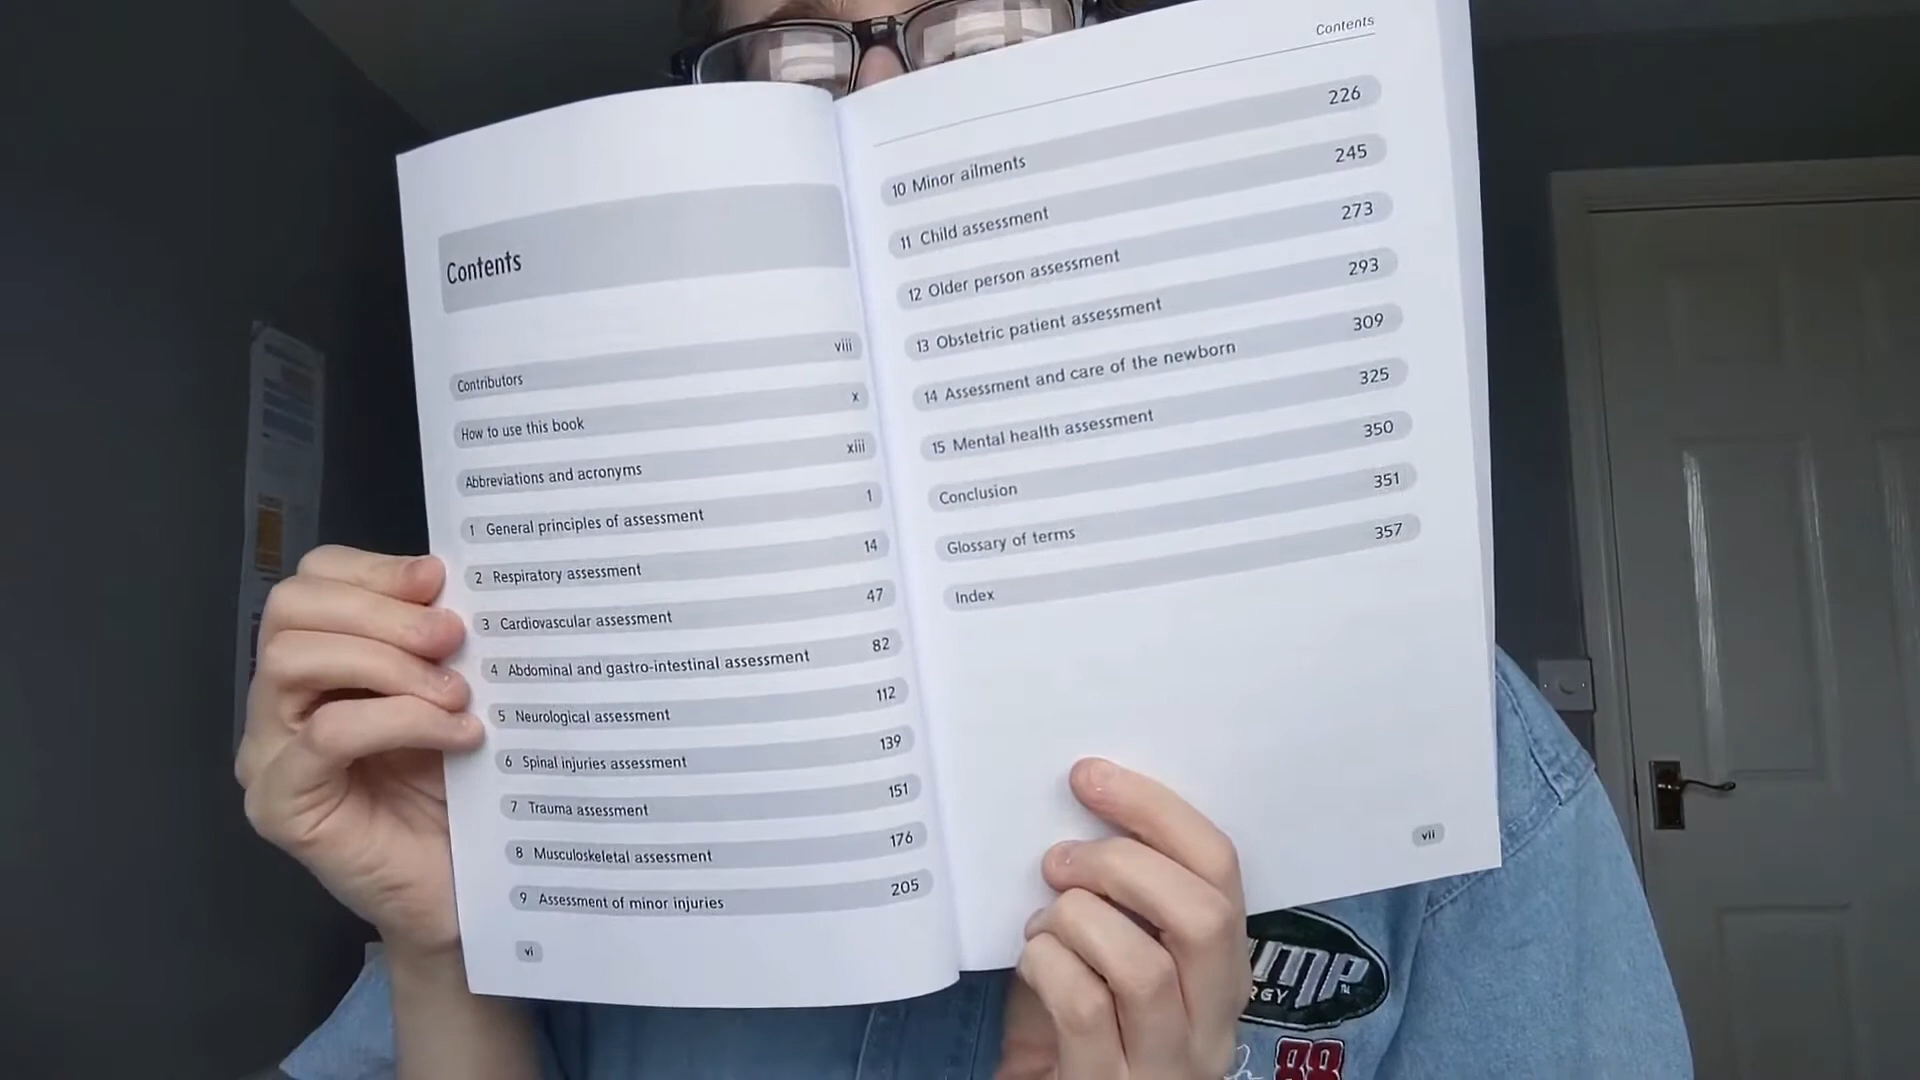 Contents
Contributors viii
How to use this book x
Abbreviations and acronyms xiii
1 General principles of assessment 1
2 Respiratory assessment 14
3 Cardiovascular assessment 47
4 Abdominal and gastro-intestinal assessment 82
5 Neurological assessment 112
6 Spinal injuries assessment 139
7 Trauma assessment 151
8 Musculoskeletal assessment 176
9 Assessment of minor injuries 205
vi
Contents
10 Minor ailments 226
11 Child assessment 245
12 Older person assessment 273
13 Obstetric patient assessment 293
14 Assessment and care of the newborn 309
15 Mental health assessment 325
Conclusion 350
Glossary of terms 351
Index 357
vii
88